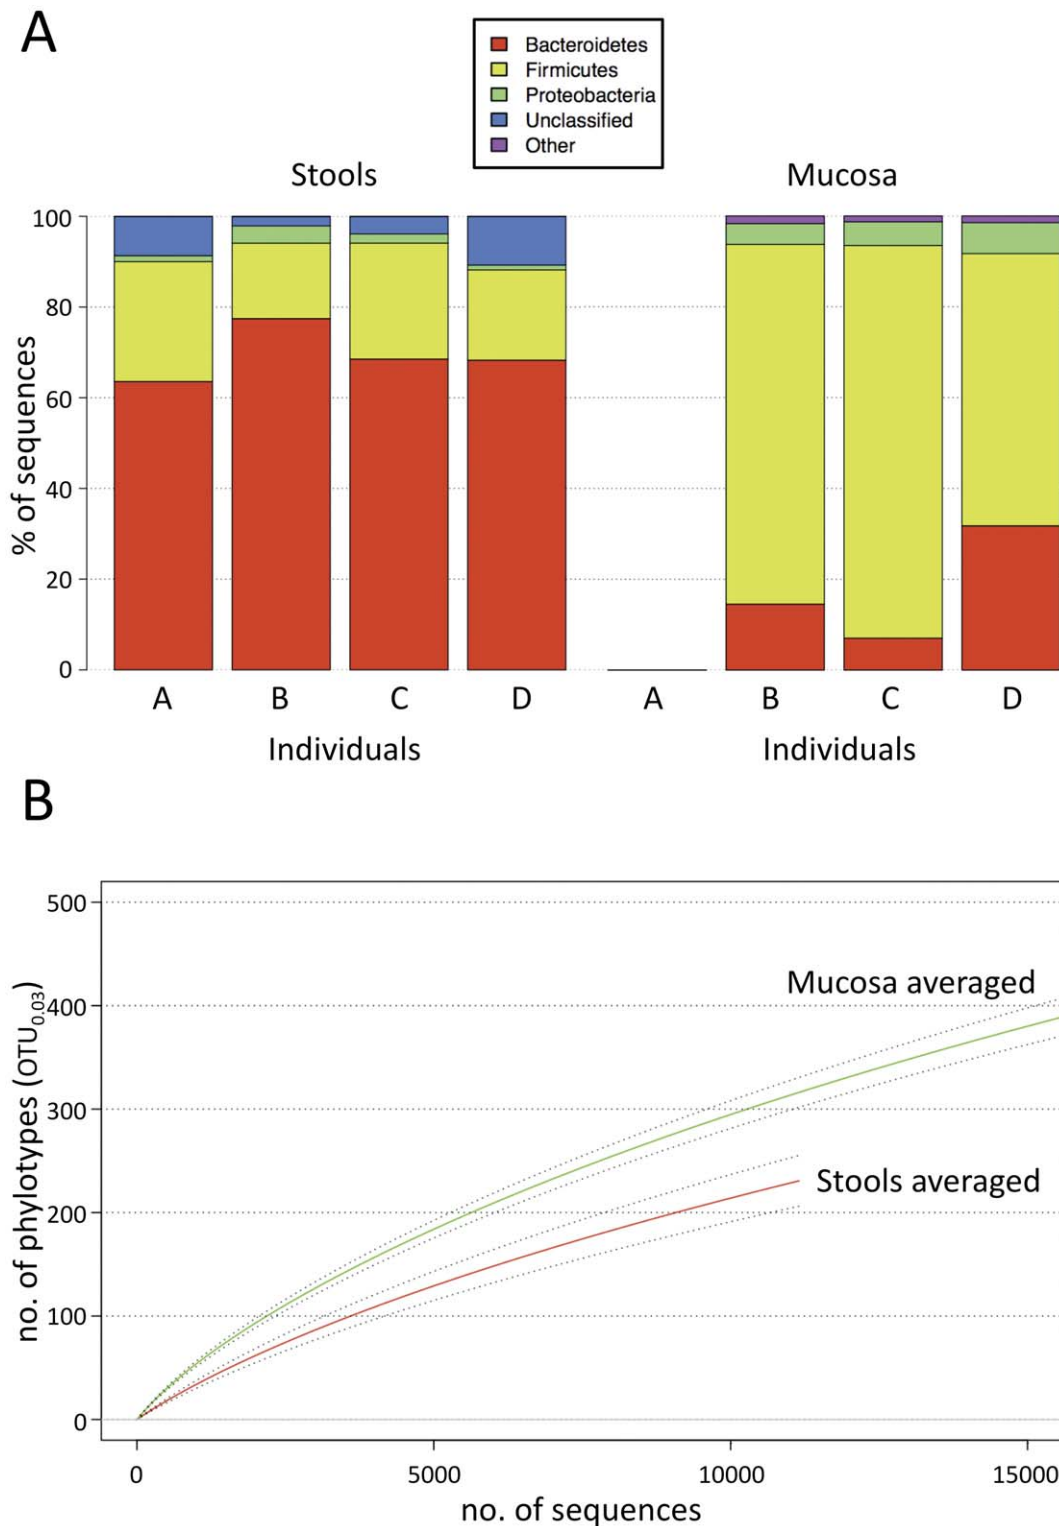 A
Bacteroidetes
Firmicutes
Proteobacteria
Unclassified
Other
Stools
Mucosa
% of sequences
100
80
60
40
20
0
A B C D A B C D
Individuals Individuals
B
no. of phylotypes (OTU0.03)
500
400
300
200
100
0
Mucosa averaged
Stools averaged
0 5000 10000 15000
no. of sequences